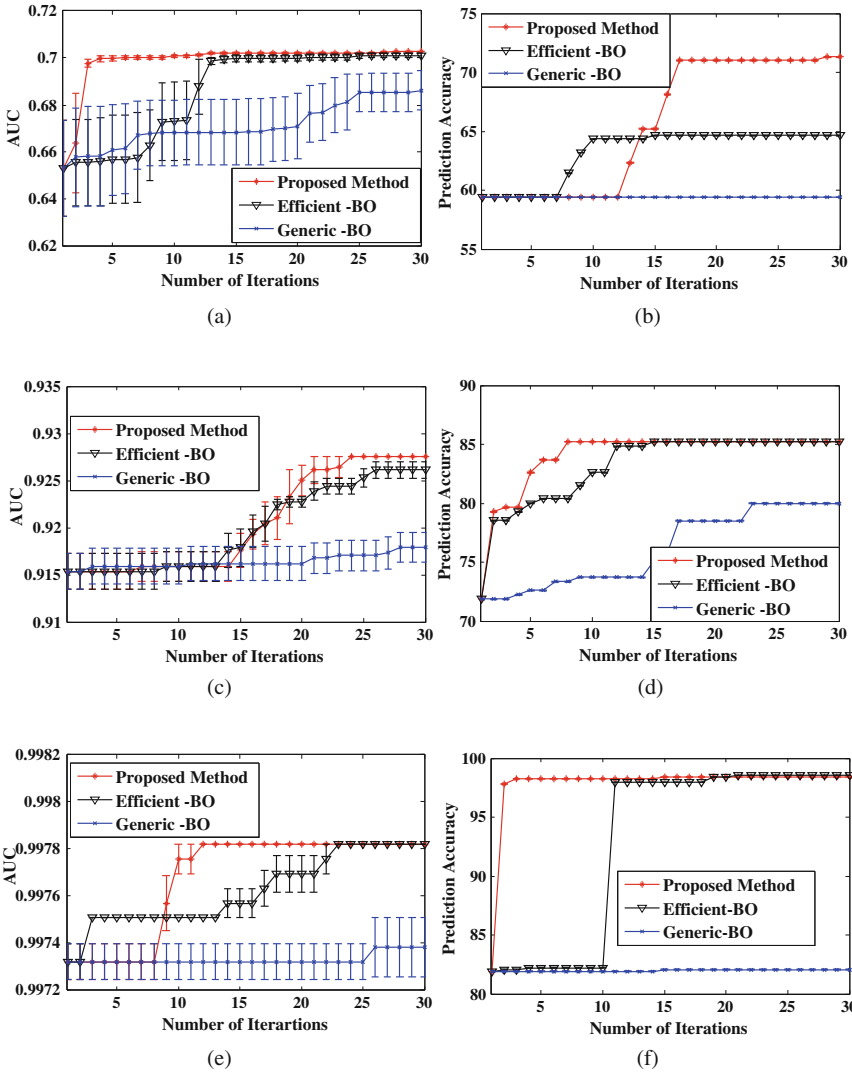 0.72
0.7
0.68
0.66
0.64
0.62
AUC
Proposed Method
Efficient -BO
Generic -BO
5 10 15 20 25 30
Number of Iterations
(a)
75
70
65
60
55
Prediction Accuracy
Proposed Method
Efficient -BO
Generic -BO
5 10 15 20 25 30
Number of Iterations
(b)
0.935
0.93
0.925
0.92
0.915
0.91
AUC
Proposed Method
Efficient -BO
Generic -BO
5 10 15 20 25 30
Number of Iterations
(c)
90
85
80
75
70
Prediction Accuracy
Proposed Method
Efficient -BO
Generic -BO
5 10 15 20 25 30
Number of Iterations
(d)
0.9982
0.998
0.9978
0.9976
0.9974
0.9972
AUC
Proposed Method
Efficient -BO
Generic -BO
5 10 15 20 25 30
Number of Iterartions
(e)
100
95
90
85
80
Prediction Accuracy
Proposed Method
Efficient-BO
Generic-BO
5 10 15 20 25 30
Number of Iterations
(f)